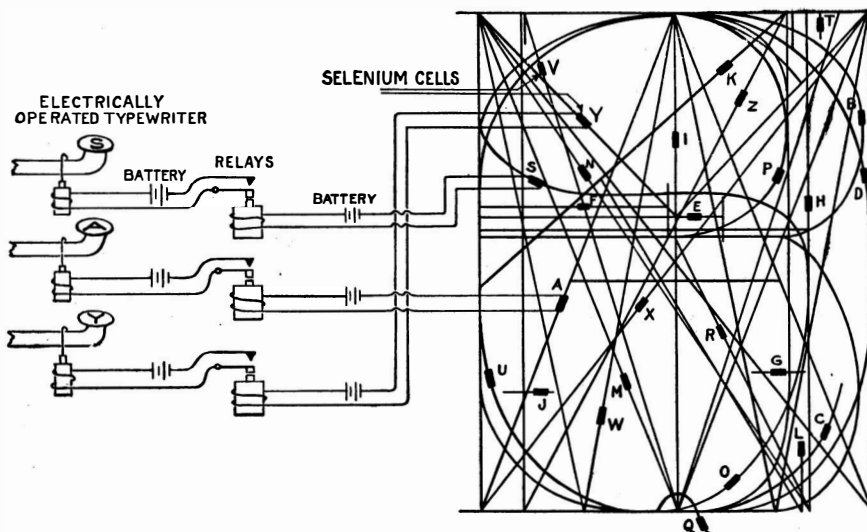 ELECTRICALLY
OPERATED TYPEWRITER
SELENIUM CELLS
BATTERY
RELAYS
BATTERY
S
A
Y
T
V
K
Z
B
Y
I
S
N
P
D
F
E
H
A
X
R
U
J
M
G
W
L
C
O
Q